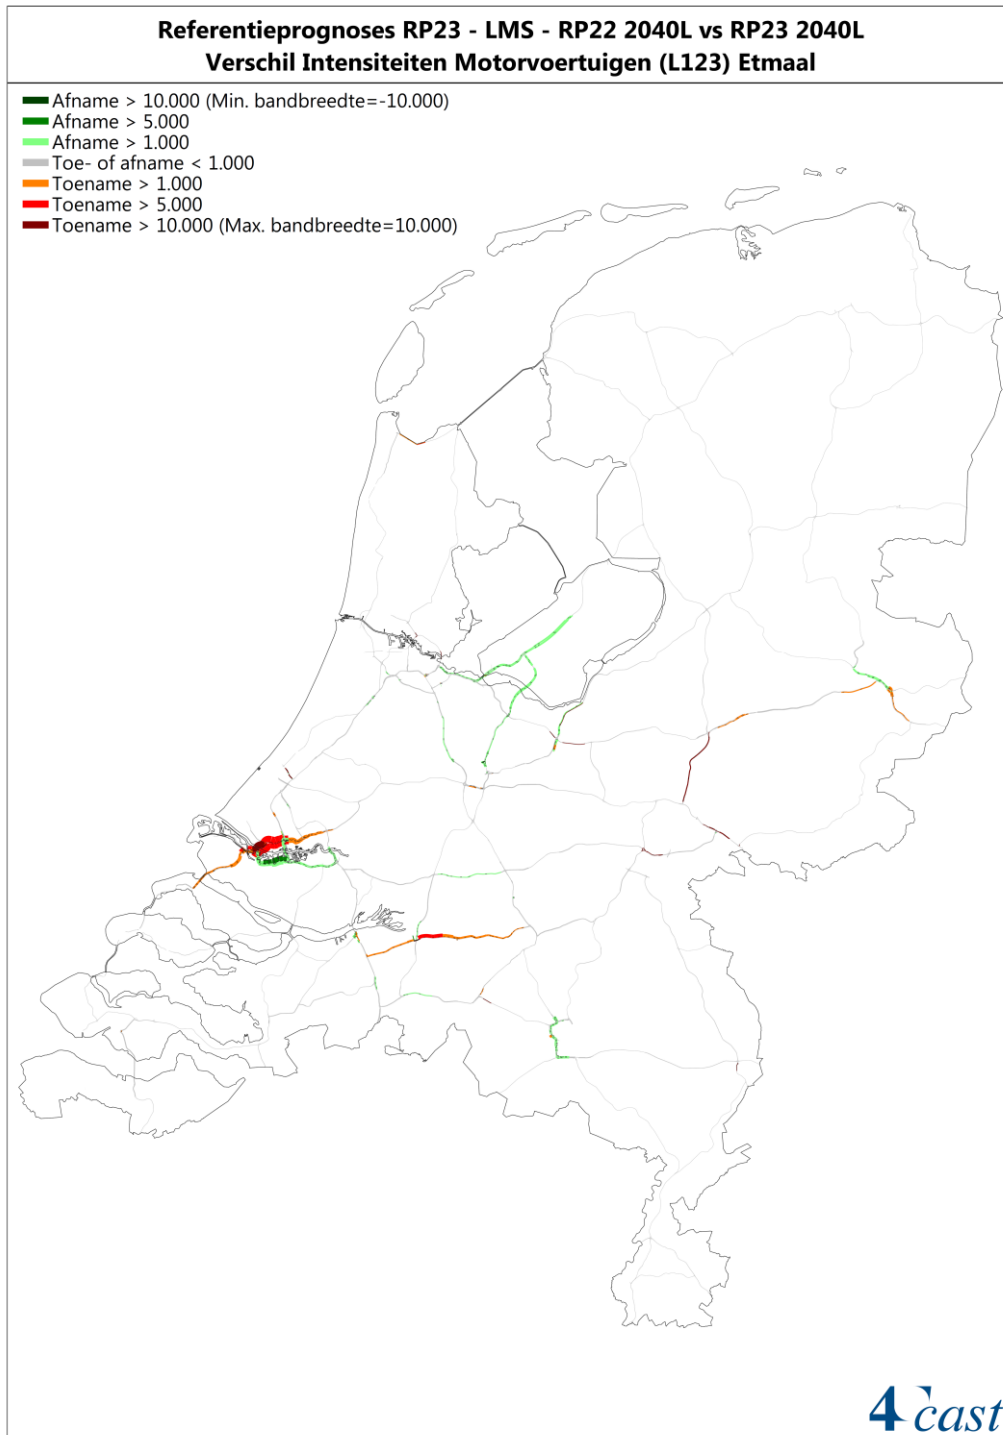 Referentieprognoses RP23 - LMS - RP22 2040L vs RP23 2040L
Verschil Intensiteiten Motorvoertuigen (L123) Etmaal
Afname > 10.000 (Min. bandbreedte=-10.000)
Afname > 5.000
Afname > 1.000
Toe- of afname < 1.000
Toename > 1.000
Toename > 5.000
Toename > 10.000 (Max. bandbreedte=10.000)
4cast